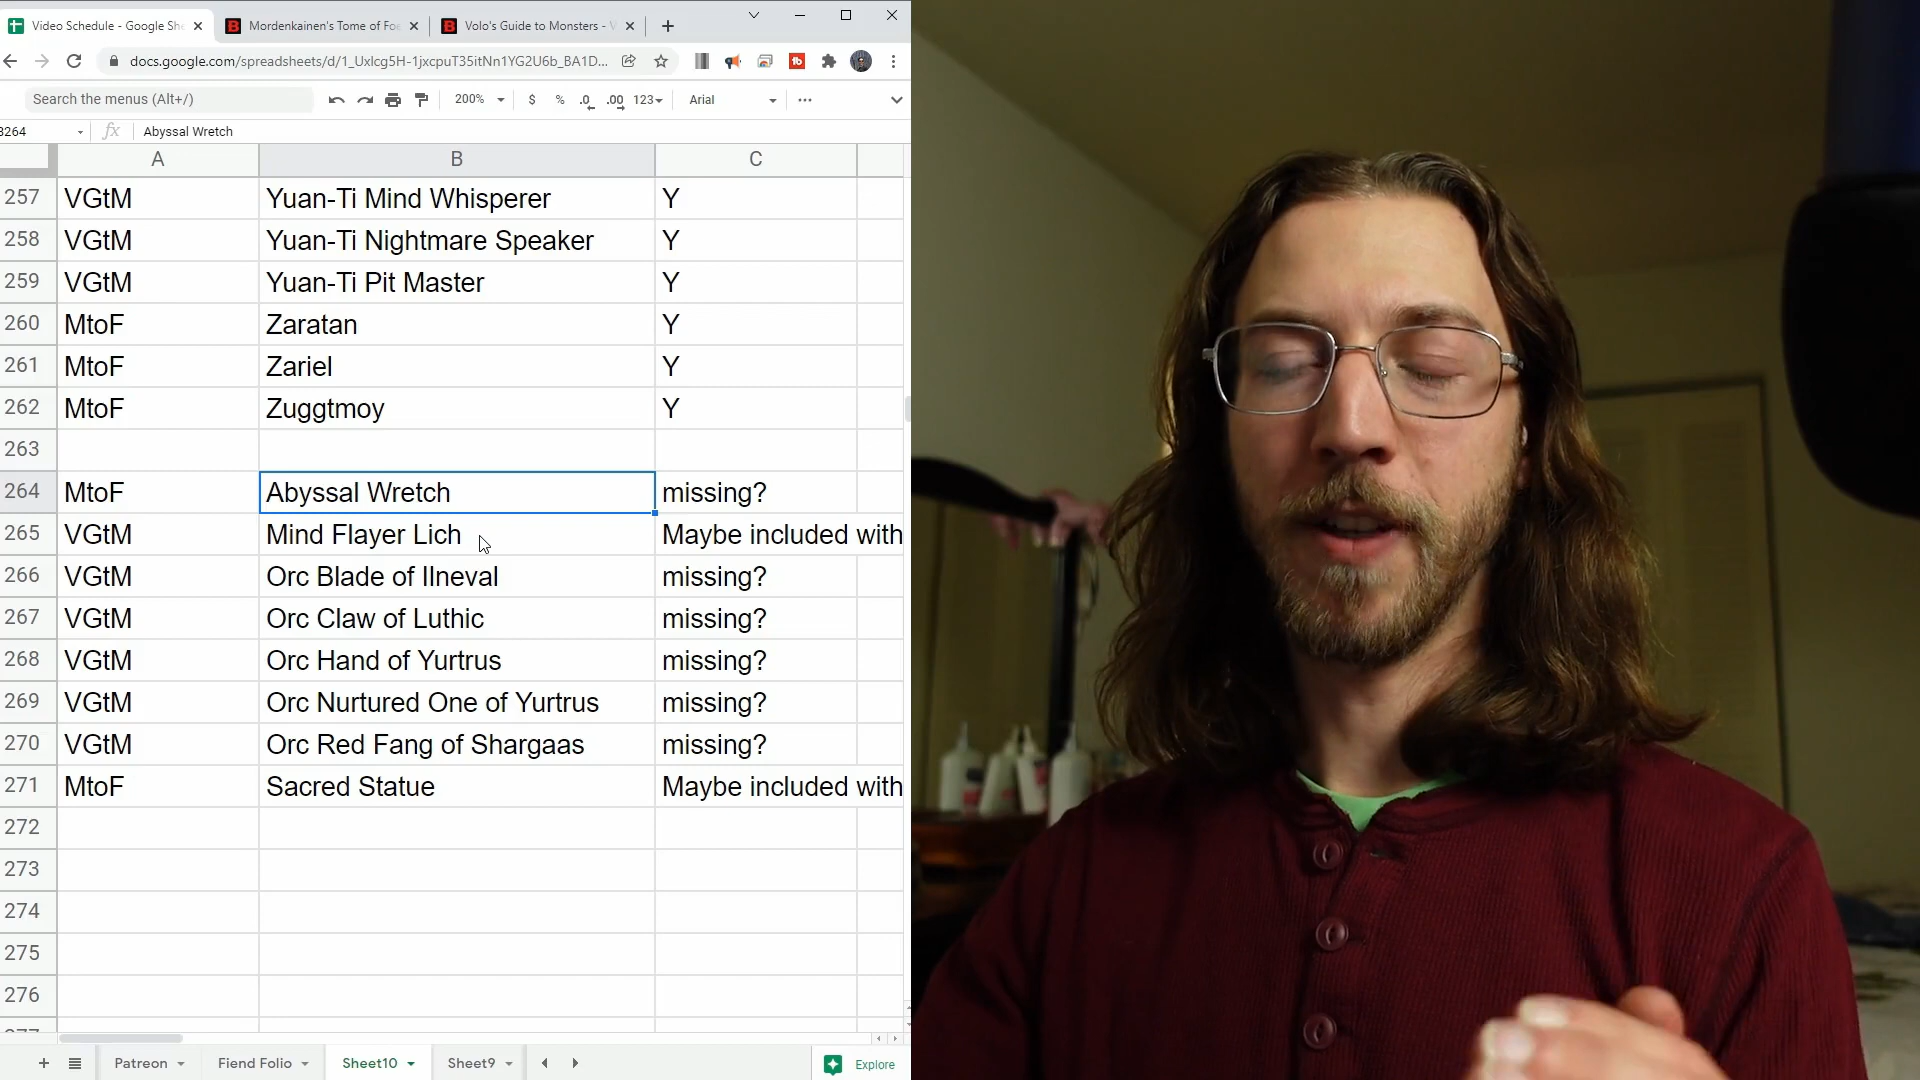 Video Schedule - Google She
Mordenkainen's Tome of Foe
Volo's Guide to Monsters - V
docs.google.com/spreadsheets/d/1_Uxlcg5H-1jxcpuT35itNn1YG2U6b_BA1D...
Search the menus (Alt+/)
200%
$
%
.0
.00
123
Arial
B264
fx
Abyssal Wretch
A B C
257 VGtM Yuan-Ti Mind Whisperer Y
258 VGtM Yuan-Ti Nightmare Speaker Y
259 VGtM Yuan-Ti Pit Master Y
260 MtoF Zaratan Y
261 MtoF Zariel Y
262 MtoF Zuggtmoy Y
263
264 MtoF Abyssal Wretch missing?
265 VGtM Mind Flayer Lich Maybe included with
266 VGtM Orc Blade of Ilneval missing?
267 VGtM Orc Claw of Luthic missing?
268 VGtM Orc Hand of Yurtrus missing?
269 VGtM Orc Nurtured One of Yurtrus missing?
270 VGtM Orc Red Fang of Shargaas missing?
271 MtoF Sacred Statue Maybe included with
272
273
274
275
276
Patreon
Fiend Folio
Sheet10
Sheet9
Explore